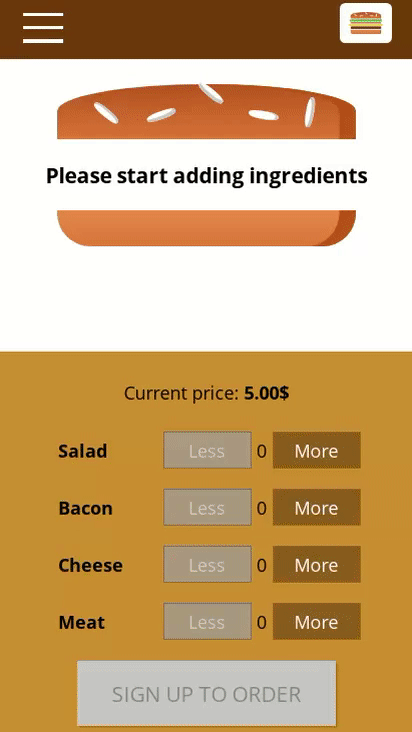 Please start adding ingredients
Current price: 5.00$
Salad Less 0 More
Bacon Less 0 More
Cheese Less 0 More
Meat Less 0 More
SIGN UP TO ORDER